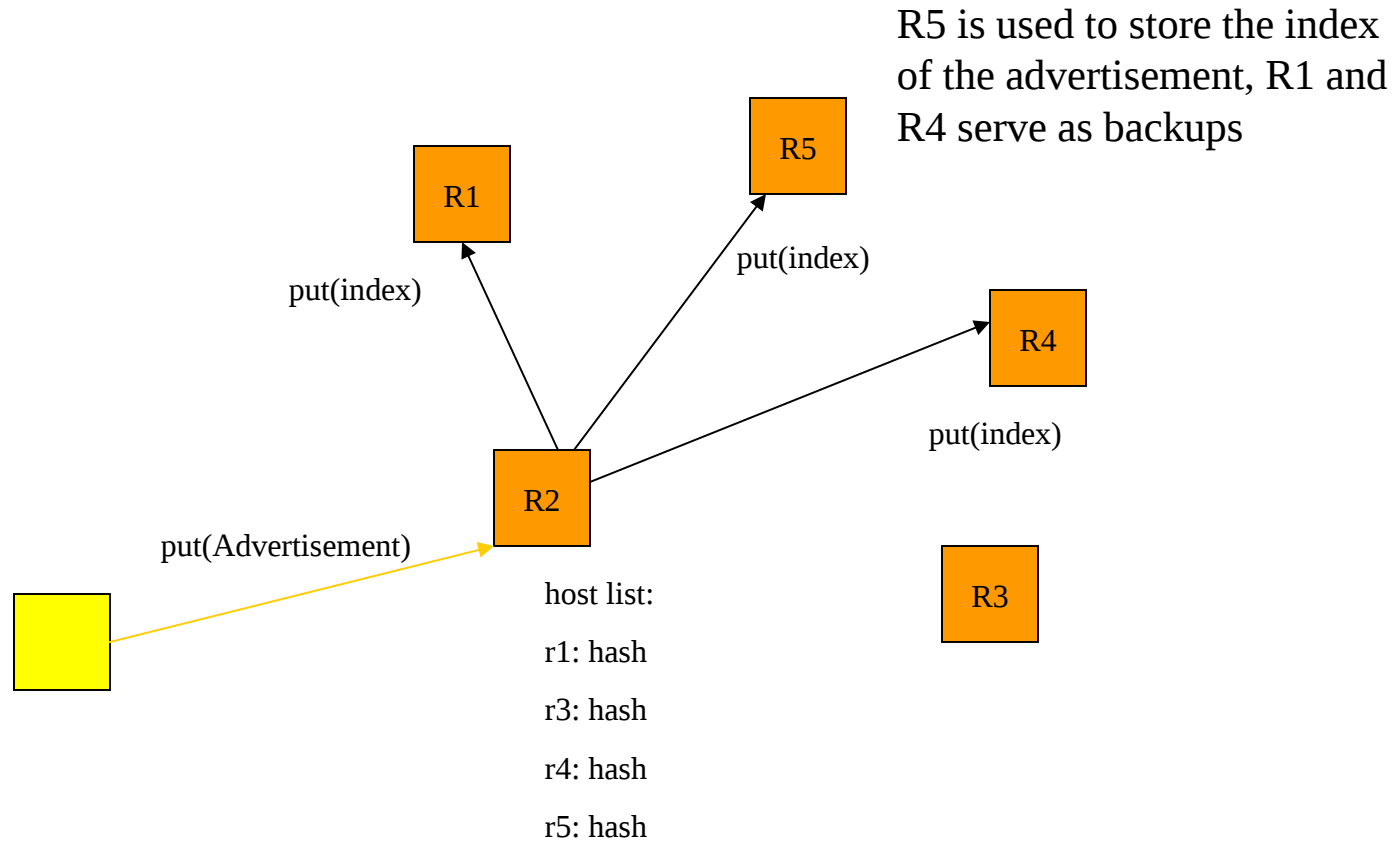 R5 is used to store the index
of the advertisement, R1 and
R4 serve as backups
R5
R1
put(index)
put(index)
R4
put(index)
R2
put(Advertisement)
host list:
R3
r1: hash
r3: hash
r4: hash
r5: hash